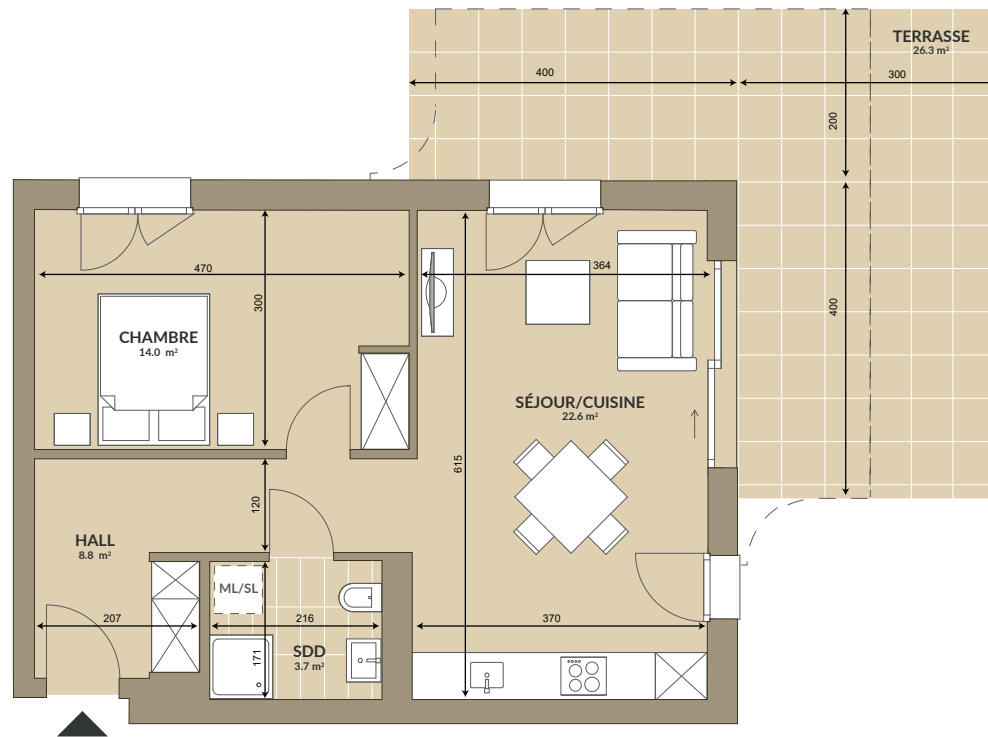 TERRASSE
26.3 m²
400
300
200
470
364
300
400
CHAMBRE
14.0 m²
SÉJOUR/CUISINE
22.6 m²
615
120
HALL
8.8 m²
ML/SL
207
216
370
SDD
3.7 m²
171